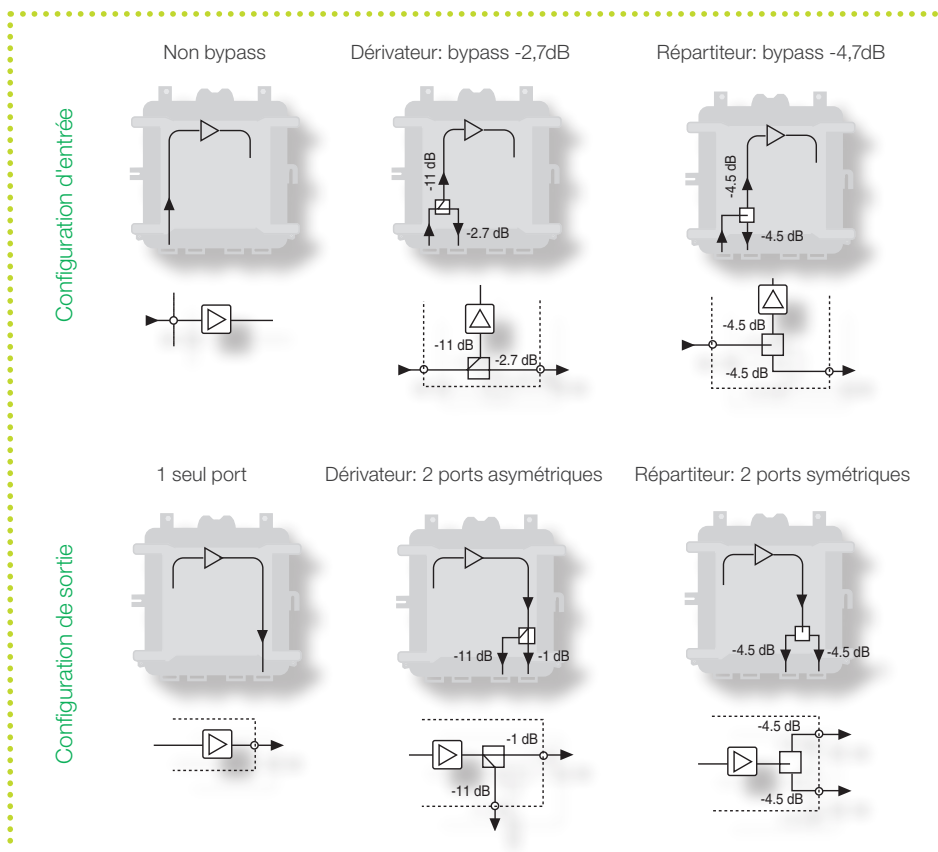 Non bypass
Dérivateur: bypass -2,7dB
Répartiteur: bypass -4,7dB
Configuration d'entrée
-11 dB
-2.7 dB
-4.5 dB
-4.5 dB
-11 dB
-2.7 dB
-4.5 dB
-4.5 dB
1 seul port
Dérivateur: 2 ports asymétriques
Répartiteur: 2 ports symétriques
Configuration de sortie
-11 dB
-1 dB
-4.5 dB
-4.5 dB
-1 dB
-11 dB
-4.5 dB
-4.5 dB